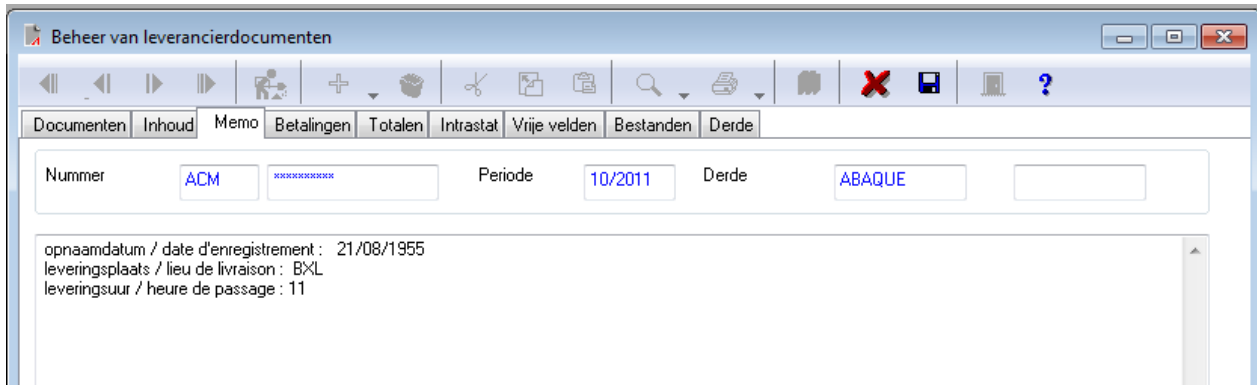 Beheer van leverancierdocumenten
?
Documenten Inhoud Memo Betalingen Totalen Intrastat Vrije velden Bestanden Derde
Nummer ACM ********** Periode 10/2011 Derde ABAQUE
opnaamdatum / date d'enregistrement : 21/08/1955
leveringsplaats / lieu de livraison : BXL
leveringsuur / heure de passage : 11